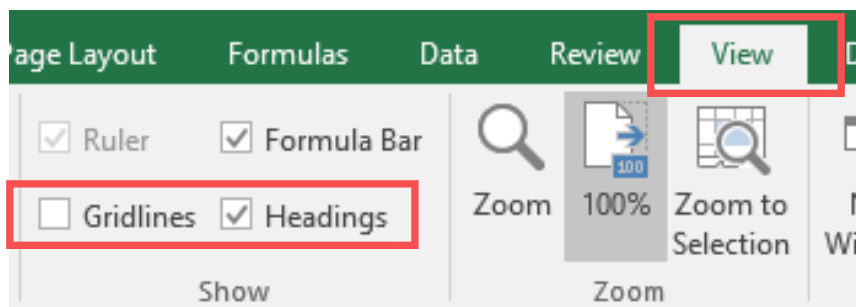 Page Layout Formulas Data Review View
Ruler Formula Bar
Gridlines Headings
Zoom 100% Zoom to Selection
100
Show Zoom